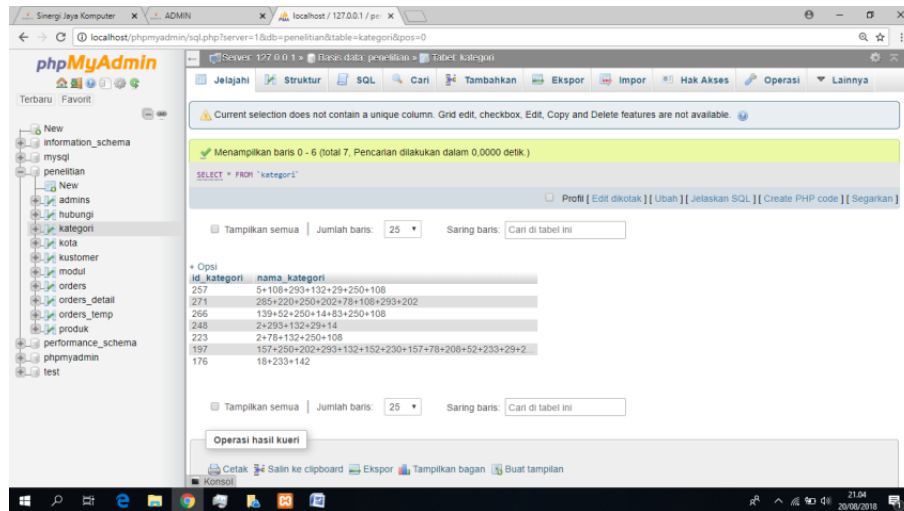 Sinergi Jaya Komputer
ADMIN
localhost / 127.0.0.1 / pe
localhost/phpmyadmin/sql.php?server=1&db=penelitian&table=kategori&pos=0
phpMyAdmin
Terbaru Favorit
New
information_schema
mysql
penelitian
New
admins
hubungi
kategori
kota
kustomer
modul
orders
orders_detail
orders_temp
produk
performance_schema
phpmyadmin
test
Server: 127.0.0.1 » Basis data: penelitian » Tabel: kategori
Jelajahi Struktur SQL Cari Tambahkan Ekspor Impor Hak Akses Operasi Lainnya
Current selection does not contain a unique column. Grid edit, checkbox, Edit, Copy and Delete features are not available.
Menampilkan baris 0 - 6 (total 7, Pencarian dilakukan dalam 0,0000 detik.)
SELECT * FROM `kategori`
Profil [ Edit dikotak ] [ Ubah ] [ Jelaskan SQL ] [ Create PHP code ] [ Segarkan ]
Tampilkan semua | Jumlah baris: 25 Saring baris: Cari di tabel ini
+ Opsi
id_kategori nama_kategori
257 5+108+293+132+29+250+108
271 285+220+250+202+78+108+293+202
266 139+52+250+14+83+250+108
248 2+293+132+29+14
223 2+78+132+250+108
197 157+250+202+293+132+152+230+157+78+208+52+233+29+2...
176 18+233+142
Tampilkan semua | Jumlah baris: 25 Saring baris: Cari di tabel ini
Operasi hasil kueri
Cetak Salin ke clipboard Ekspor Tampilkan bagan Buat tampilan
Konsol
21.04
20/08/2018